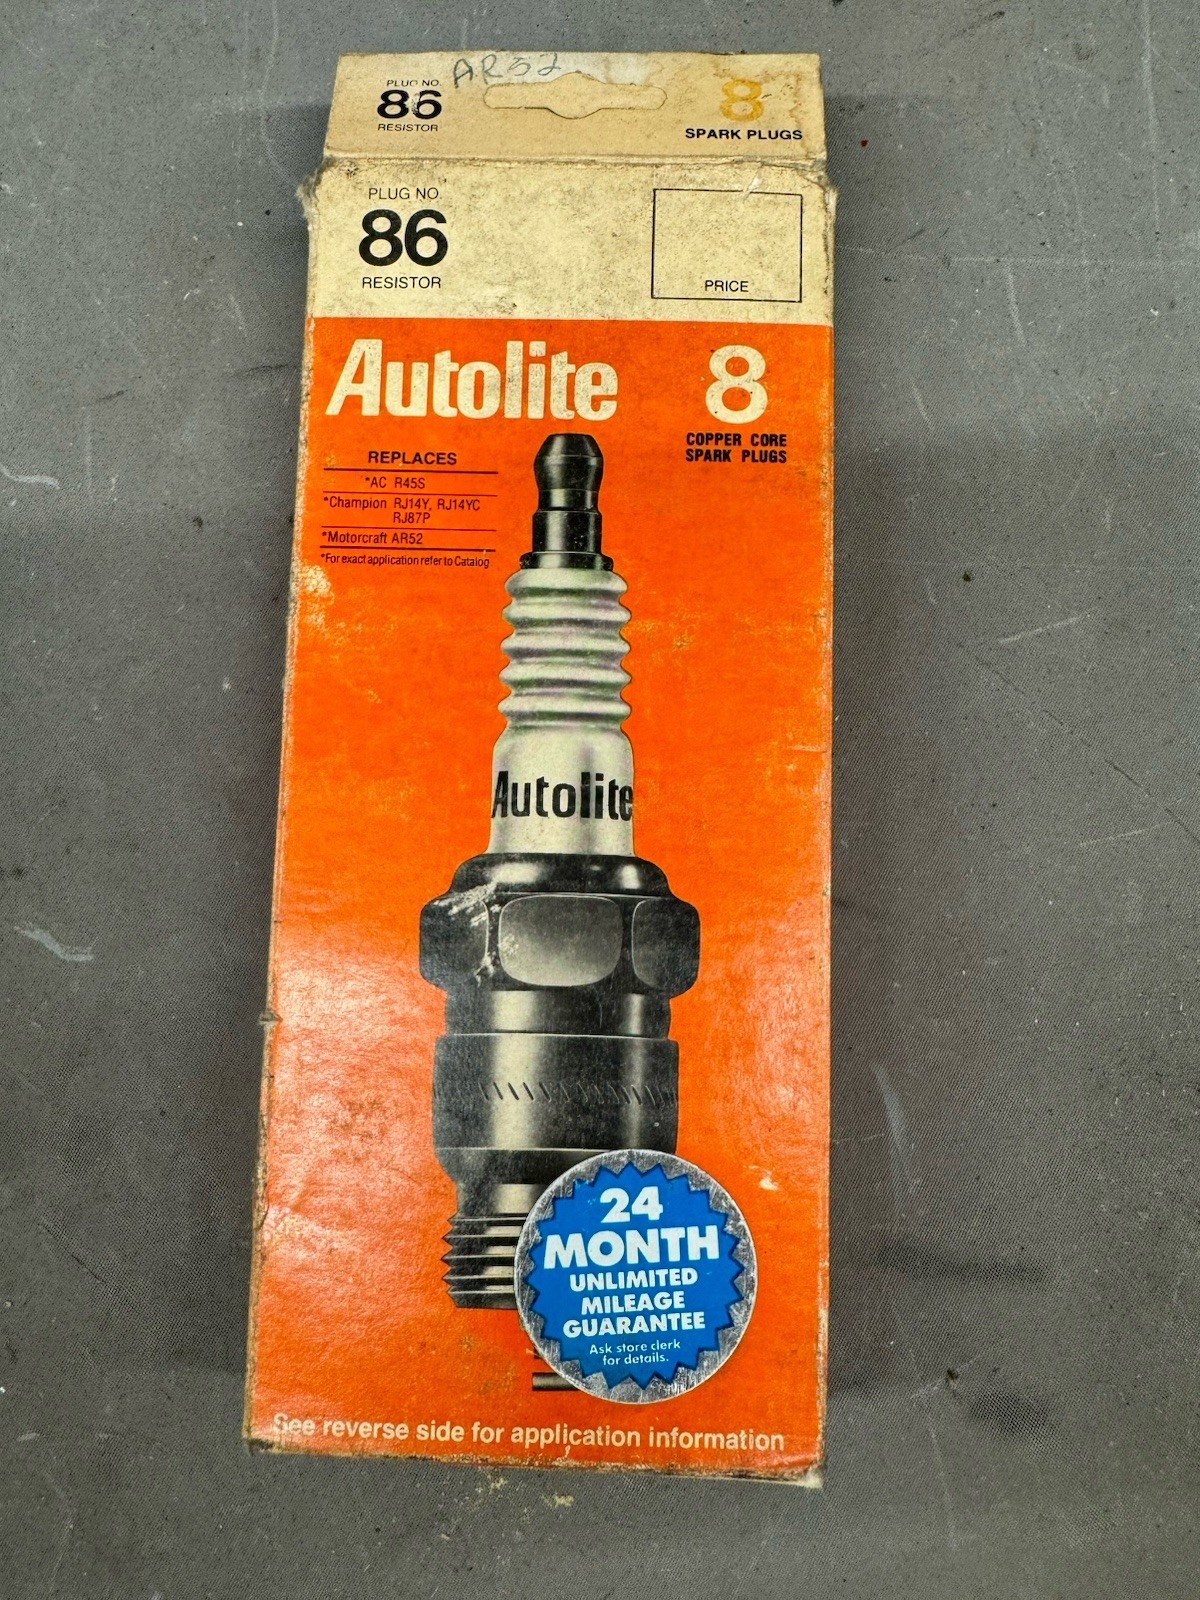 AR52
PLUG NO.
86
RESISTOR
8
SPARK PLUGS
PLUG NO.
86
RESISTOR
PRICE
Autolite
8
COPPER CORE
SPARK PLUGS
REPLACES
*AC R45S
*Champion RJ14Y, RJ14YC
RJ87P
*Motorcraft AR52
*For exact application refer to Catalog
Autolite
24
MONTH
UNLIMITED
MILEAGE
GUARANTEE
Ask store clerk
for details.
See reverse side for application information